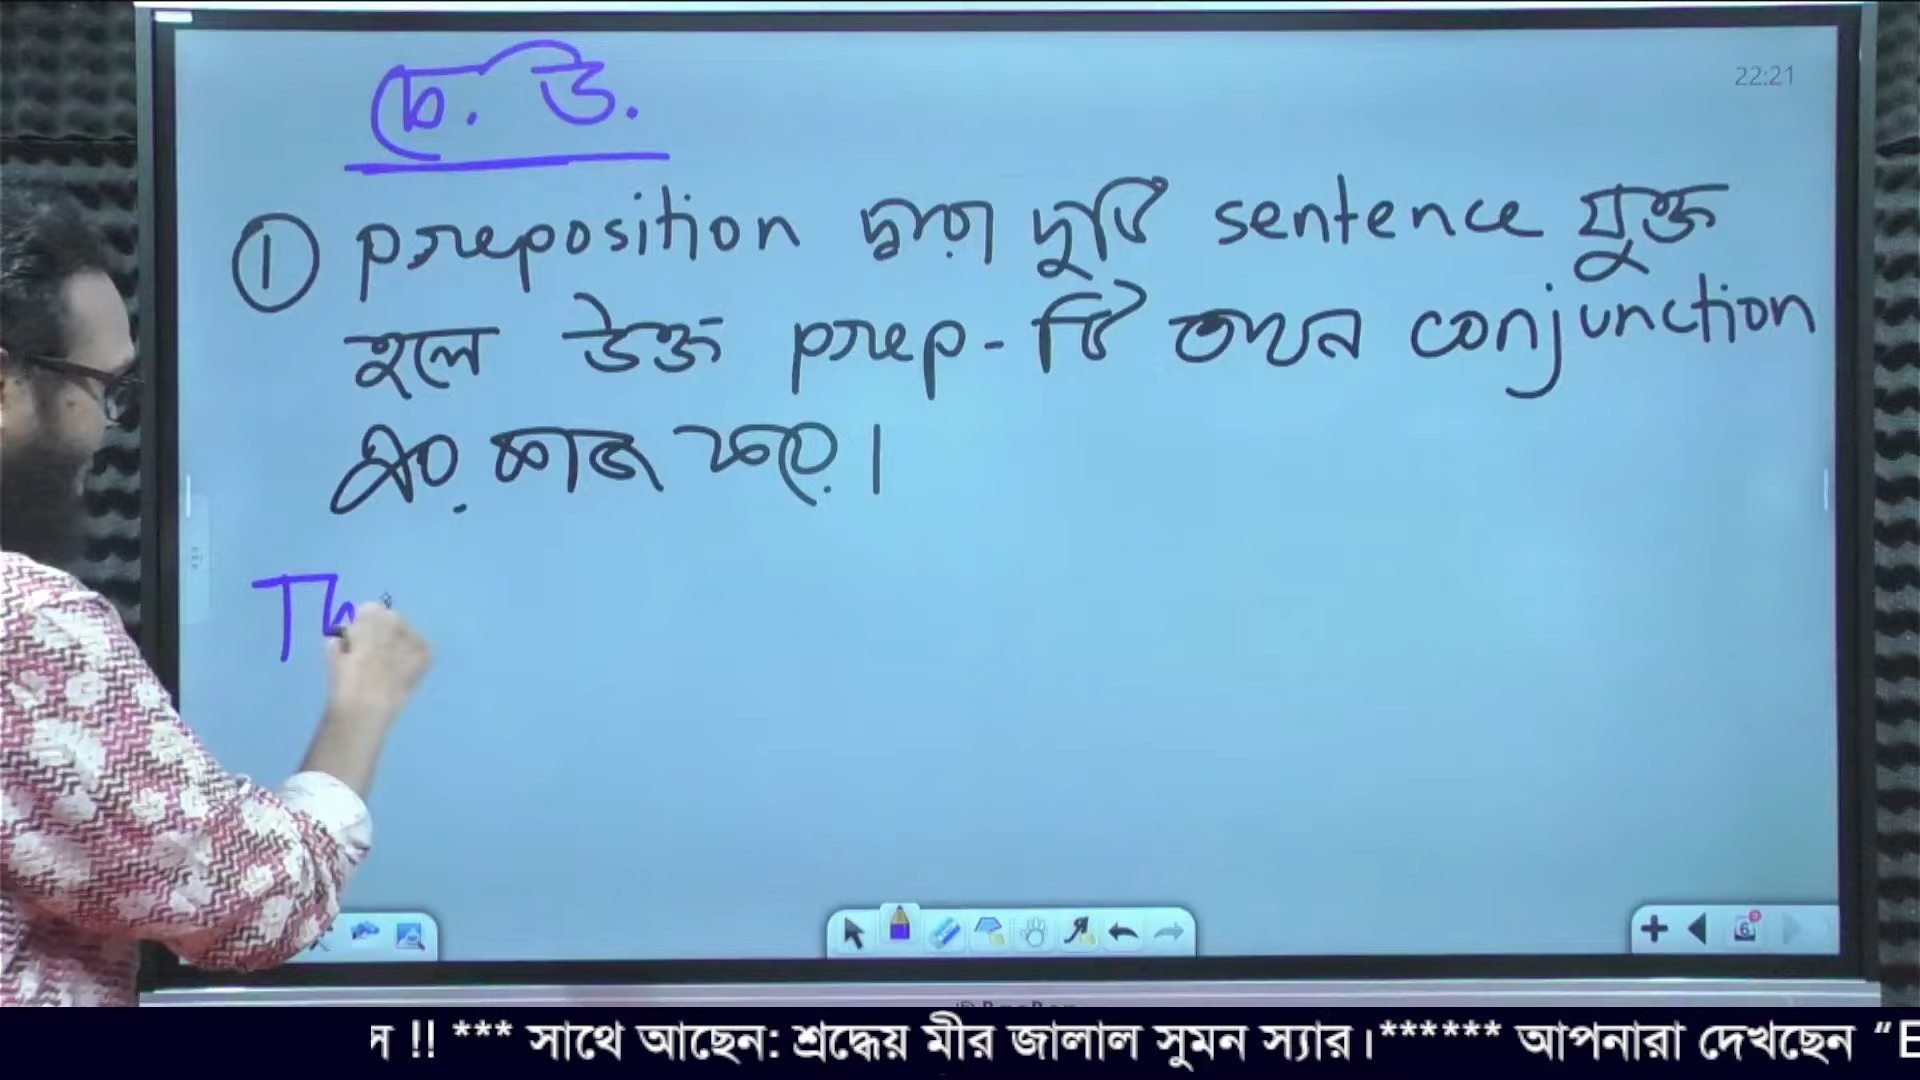 চে. উ.
22:21
① preposition দ্বারা দুটি sentence যুক্ত
হলে উক্ত prep-টি তখন conjunction
এর কাজ করে।
Th
স !! *** সাথে আছেন: শ্রদ্ধেয় মীর জালাল সুমন স্যার।****** আপনারা দেখছেন “E